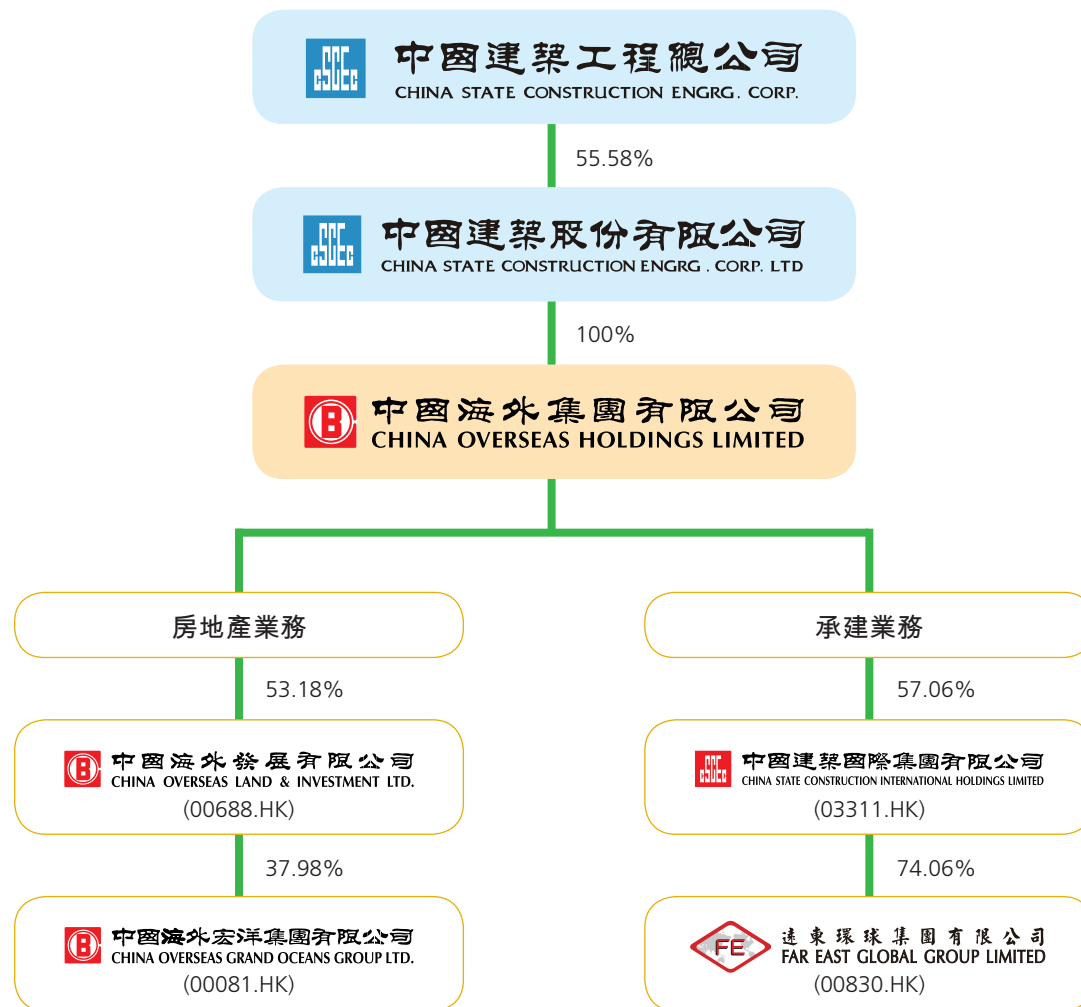 CSCEC
中國建築工程總公司
CHINA STATE CONSTRUCTION ENGRG. CORP.
55.58%
CSCEC
中國建築股份有限公司
CHINA STATE CONSTRUCTION ENGRG . CORP. LTD
100%
中國海外集團有限公司
CHINA OVERSEAS HOLDINGS LIMITED
房地產業務
53.18%
中國海外發展有限公司
CHINA OVERSEAS LAND & INVESTMENT LTD.
(00688.HK)
37.98%
中國海外宏洋集團有限公司
CHINA OVERSEAS GRAND OCEANS GROUP LTD.
(00081.HK)
承建業務
57.06%
CSCEC
中國建築國際集團有限公司
CHINA STATE CONSTRUCTION INTERNATIONAL HOLDINGS LIMITED
(03311.HK)
74.06%
FE
遠東環球集團有限公司
FAR EAST GLOBAL GROUP LIMITED
(00830.HK)